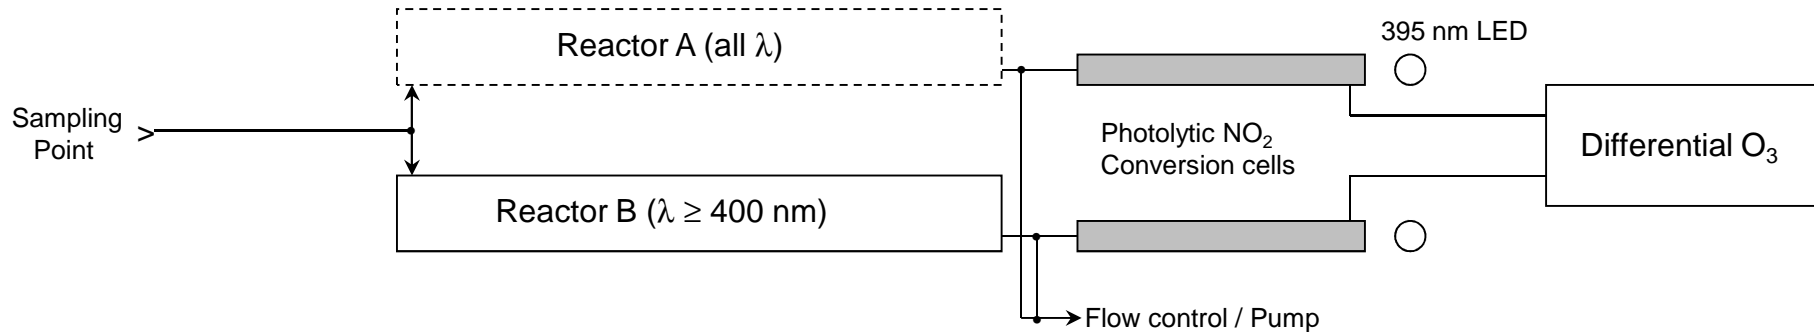 395 nm LED
Reactor A (all λ)
Sampling
Point
Photolytic NO₂
Conversion cells
Differential O₃
Reactor B (λ ≥ 400 nm)
Flow control / Pump